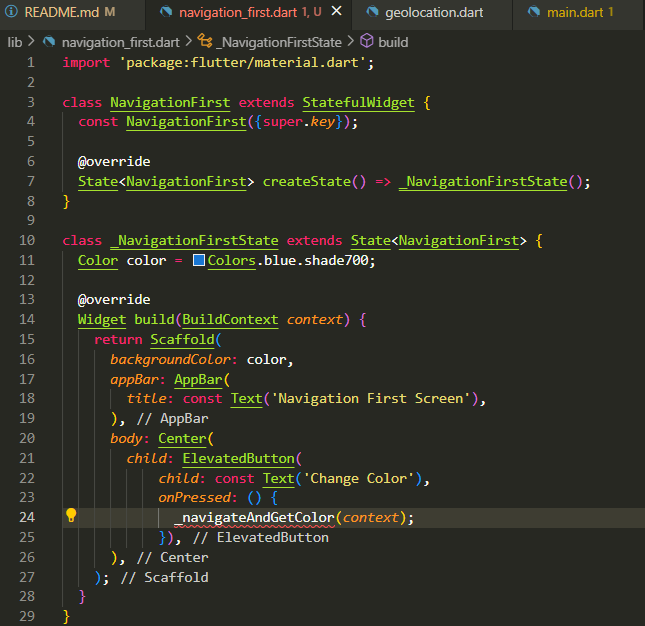 README.md M navigation_first.dart 1, U geolocation.dart main.dart 1
lib > navigation_first.dart > _NavigationFirstState > build
1 import 'package:flutter/material.dart';
2
3 class NavigationFirst extends StatefulWidget {
4   const NavigationFirst({super.key});
5
6   @override
7   State<NavigationFirst> createState() => _NavigationFirstState();
8 }
9
10 class _NavigationFirstState extends State<NavigationFirst> {
11   Color color = Colors.blue.shade700;
12
13   @override
14   Widget build(BuildContext context) {
15     return Scaffold(
16       backgroundColor: color,
17       appBar: AppBar(
18         title: const Text('Navigation First Screen'),
19       ), // AppBar
20       body: Center(
21         child: ElevatedButton(
22             child: const Text('Change Color'),
23             onPressed: () {
24               _navigateAndGetColor(context);
25             }), // ElevatedButton
26       ), // Center
27     ); // Scaffold
28   }
29 }